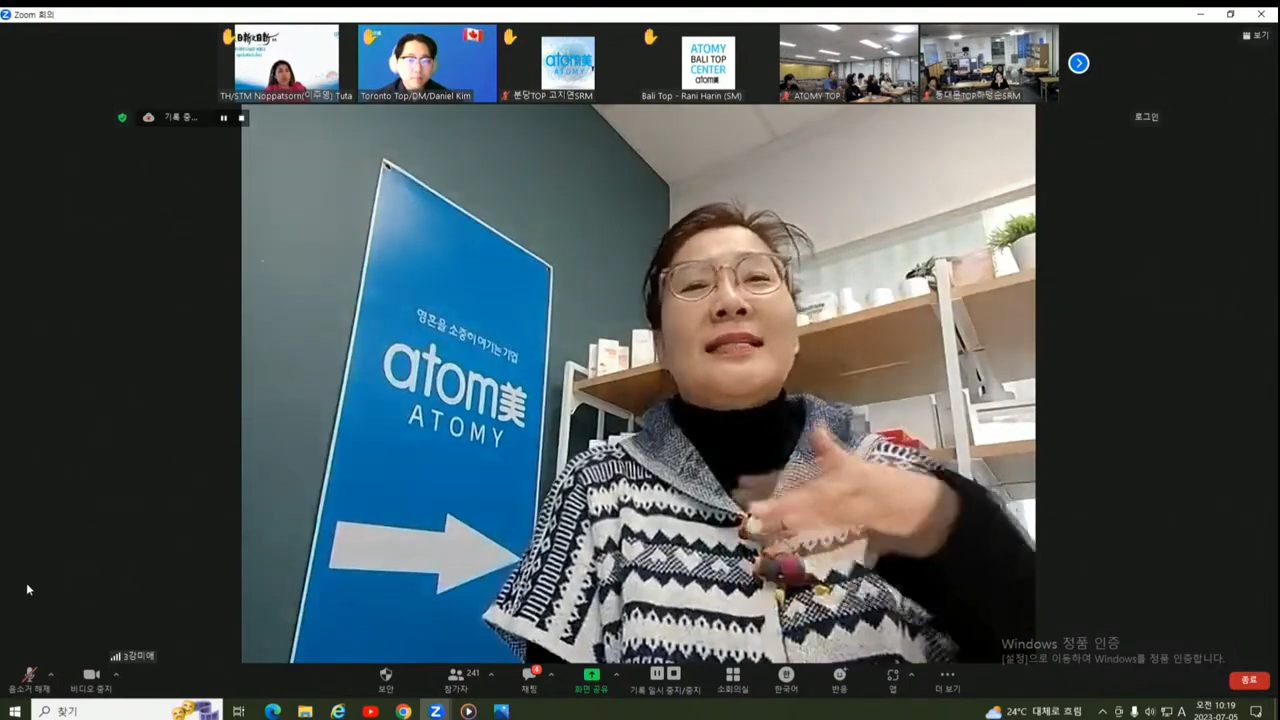 Zoom 회의
보기
TH/STM Noppatsorn(이주영) Tuta
Toronto Top/DM/Daniel Kim
atom美
ATOMY
분당TOP 고지연SRM
ATOMY
BALI TOP
CENTER
atom美
Bali Top - Rani Harin (SM)
ATOMY TOP
동대문TOP하명순SRM
기록 중...
로그인
영혼을 소중히 여기는 기업
atom美
ATOMY
3강미애
Windows 정품 인증
[설정]으로 이동하여 Windows를 정품 인증합니다.
음소거 해제
비디오 중지
보안
241
참가자
4
채팅
화면 공유
기록 일시 중지/중지
소회의실
한국어
반응
앱
더 보기
종료
찾기
24°C 대체로 흐림
A
오전 10:19
2023-07-05